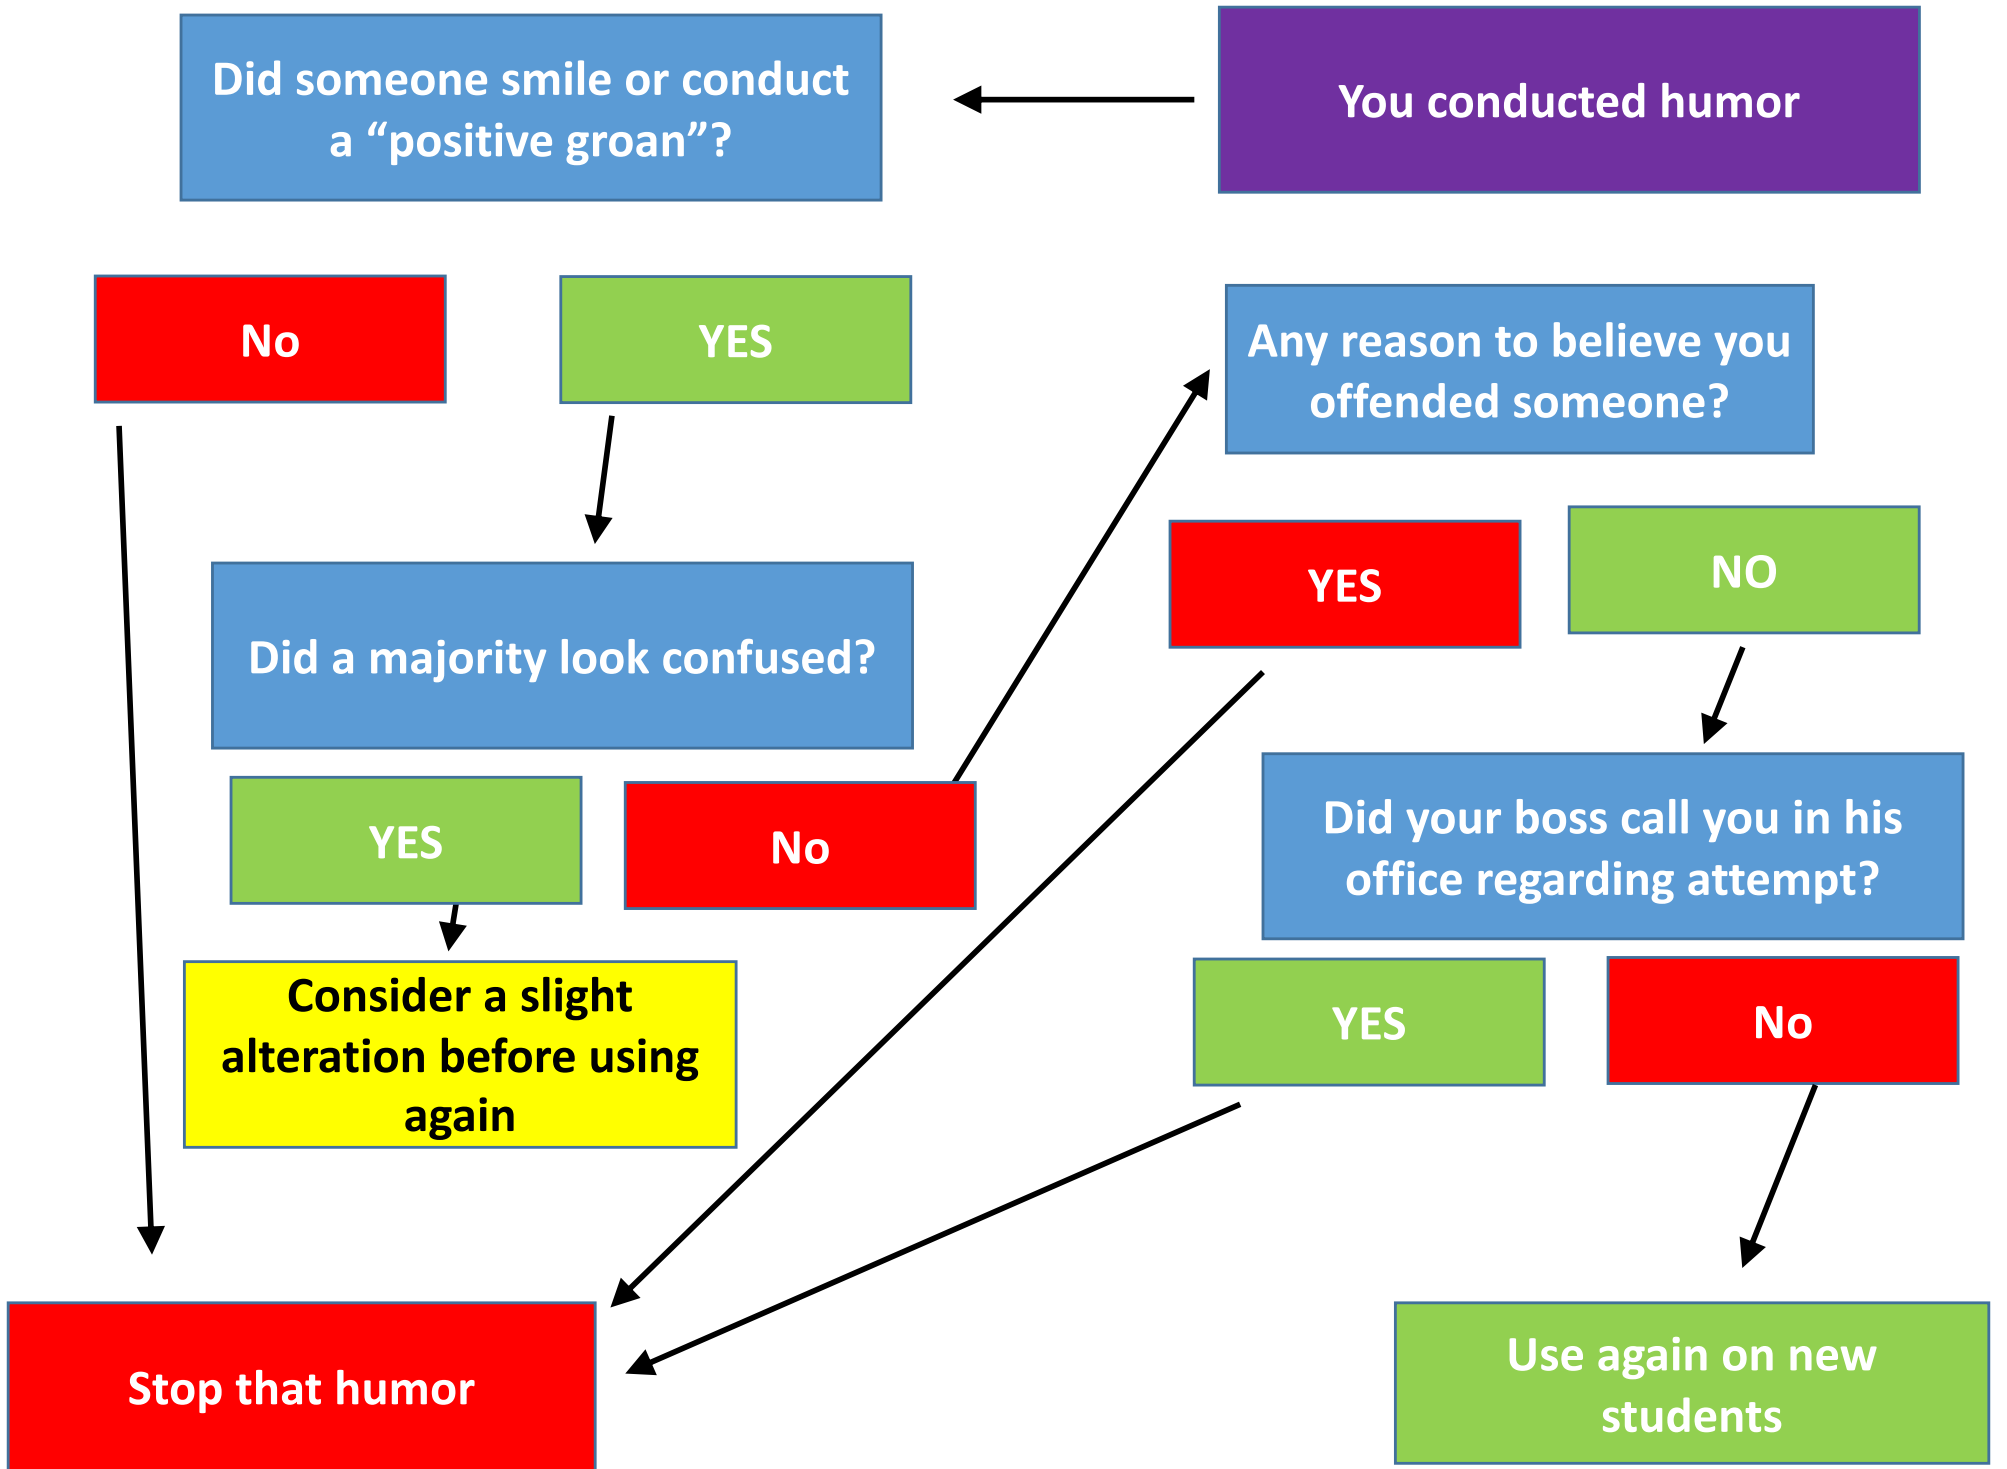 You conducted humor
Did someone smile or conduct
a “positive groan”?
No
YES
Did a majority look confused?
YES
No
Consider a slight
alteration before using
again
Any reason to believe you
offended someone?
YES
NO
Did your boss call you in his
office regarding attempt?
YES
No
Stop that humor
Use again on new
students